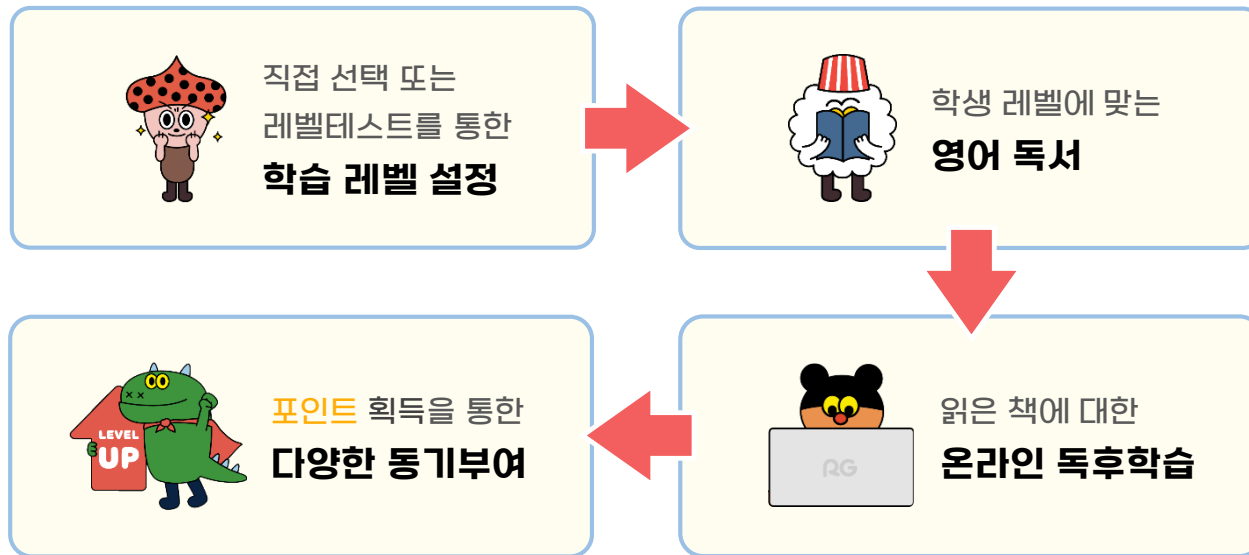 직접 선택 또는
레벨테스트를 통한
학습 레벨 설정
학생 레벨에 맞는
영어 독서
읽은 책에 대한
온라인 독후학습
RG
포인트 획득을 통한
다양한 동기부여
LEVEL
UP